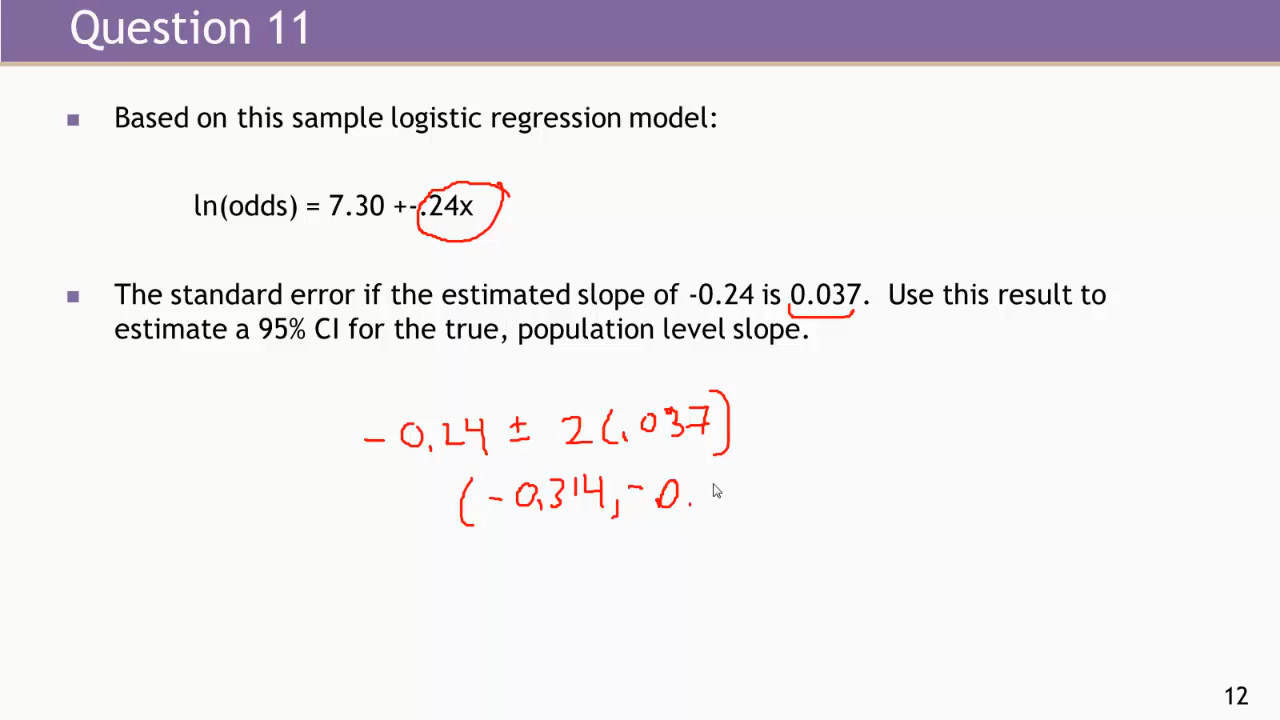 Question 11
Based on this sample logistic regression model:
ln(odds) = 7.30 +-.24x
The standard error if the estimated slope of -0.24 is 0.037. Use this result to
estimate a 95% CI for the true, population level slope.
-0.24 ± 2(.037)
(-0.314, -0.
12